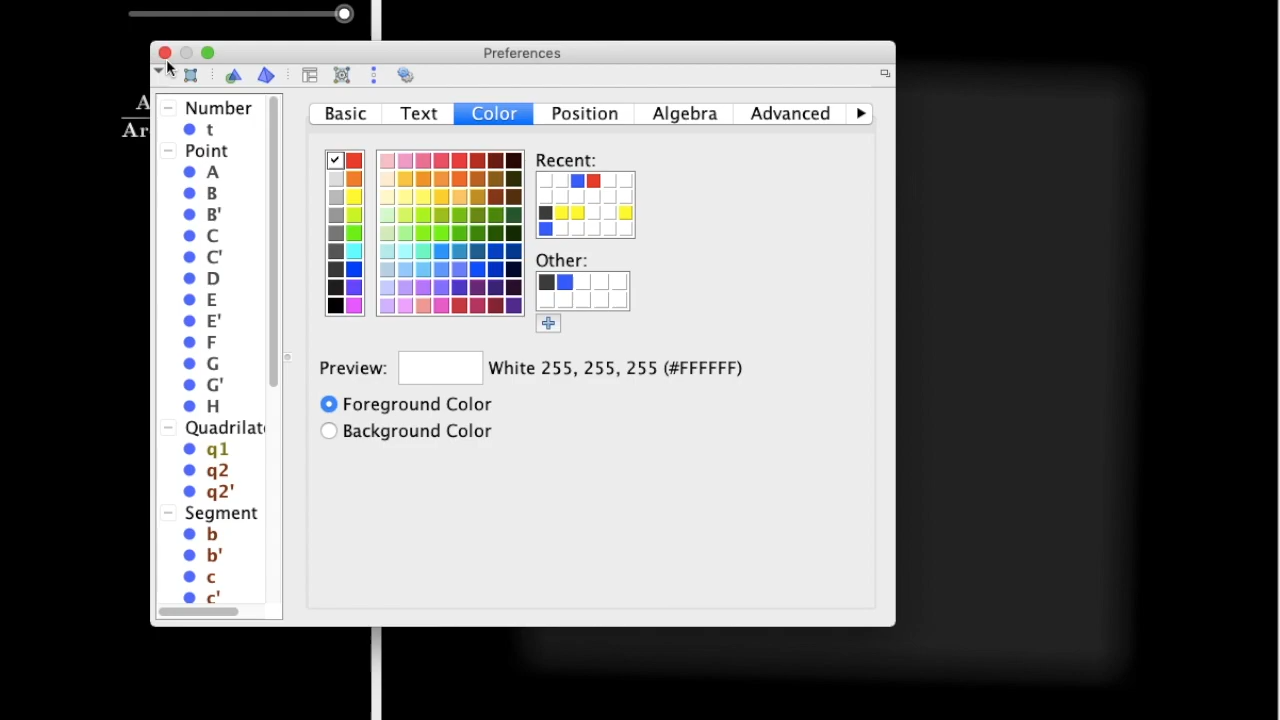 Preferences
A
Ar
Number
t
Point
A
B
B'
C
C'
D
E
E'
F
G
G'
H
Quadrilat
q1
q2
q2'
Segment
b
b'
c
c'
Basic Text Color Position Algebra Advanced
Recent:
Other:
Preview: White 255, 255, 255 (#FFFFFF)
Foreground Color
Background Color